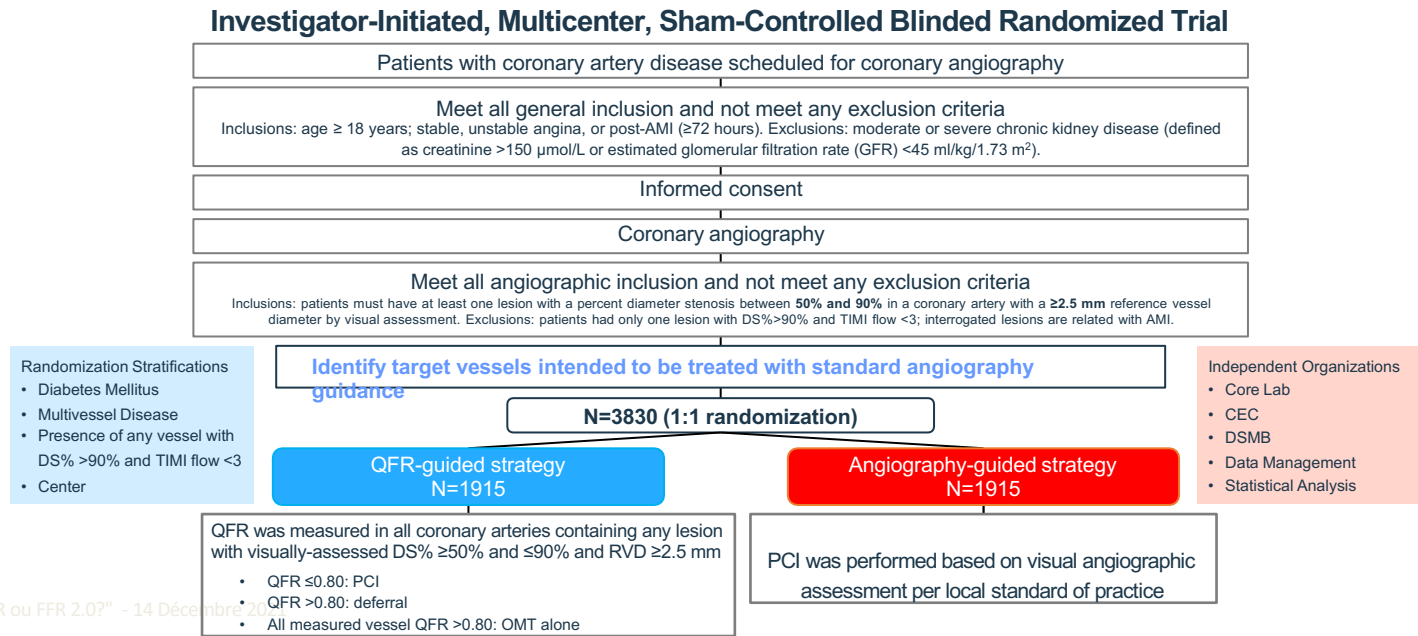 Investigator-Initiated, Multicenter, Sham-Controlled Blinded Randomized Trial
Patients with coronary artery disease scheduled for coronary angiography
Meet all general inclusion and not meet any exclusion criteria
Inclusions: age ≥ 18 years; stable, unstable angina, or post-AMI (≥72 hours). Exclusions: moderate or severe chronic kidney disease (defined
as creatinine >150 µmol/L or estimated glomerular filtration rate (GFR) <45 ml/kg/1.73 m²).
Informed consent
Coronary angiography
Meet all angiographic inclusion and not meet any exclusion criteria
Inclusions: patients must have at least one lesion with a percent diameter stenosis between 50% and 90% in a coronary artery with a ≥2.5 mm reference vessel
diameter by visual assessment. Exclusions: patients had only one lesion with DS%>90% and TIMI flow <3; interrogated lesions are related with AMI.
Randomization Stratifications
• Diabetes Mellitus
• Multivessel Disease
• Presence of any vessel with
DS% >90% and TIMI flow <3
• Center
Identify target vessels intended to be treated with standard angiography
guidance
Independent Organizations
• Core Lab
• CEC
• DSMB
• Data Management
• Statistical Analysis
N=3830 (1:1 randomization)
QFR-guided strategy
N=1915
Angiography-guided strategy
N=1915
QFR was measured in all coronary arteries containing any lesion
with visually-assessed DS% ≥50% and ≤90% and RVD ≥2.5 mm
• QFR ≤0.80: PCI
• QFR >0.80: deferral
• All measured vessel QFR >0.80: OMT alone
PCI was performed based on visual angiographic
assessment per local standard of practice
R ou FFR 2.0?" - 14 Décembre 2021